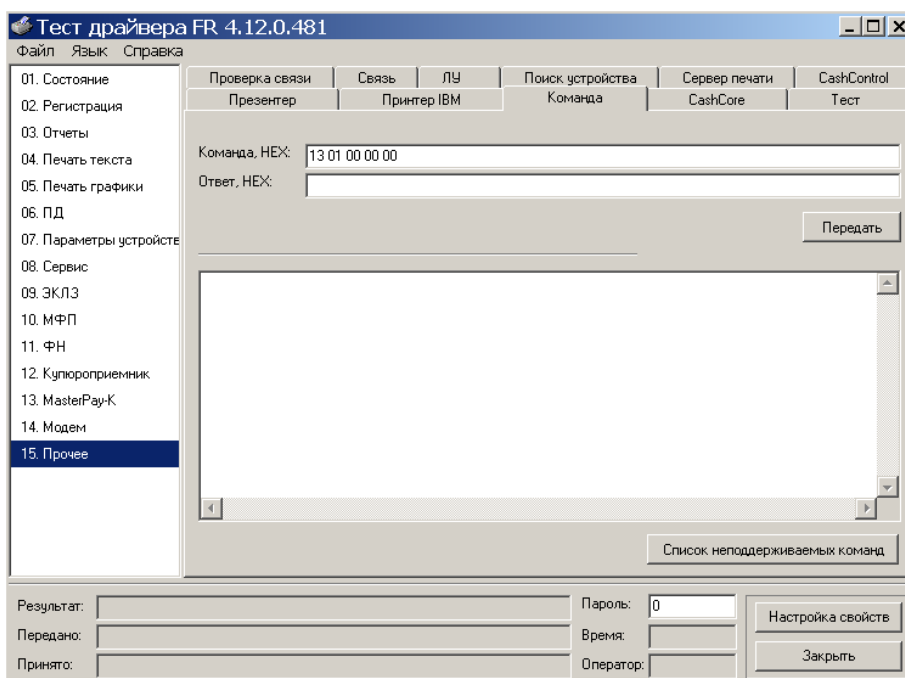 Тест драйвера FR 4.12.0.481
Файл Язык Справка
01. Состояние
02. Регистрация
03. Отчеты
04. Печать текста
05. Печать графики
06. ПД
07. Параметры устройств
08. Сервис
09. ЭКЛЗ
10. МФП
11. ФН
12. Купюроприемник
13. MasterPay-K
14. Модем
15. Прочее
Проверка связи Связь ЛУ Поиск устройства Сервер печати CashControl
Презентер Принтер IBM Команда CashCore Тест
Команда, HEX: 13 01 00 00 00
Ответ, HEX:
Передать
Список неподдерживаемых команд
Результат:
Передано:
Принято:
Пароль: 0
Время:
Оператор:
Настройка свойств
Закрыть